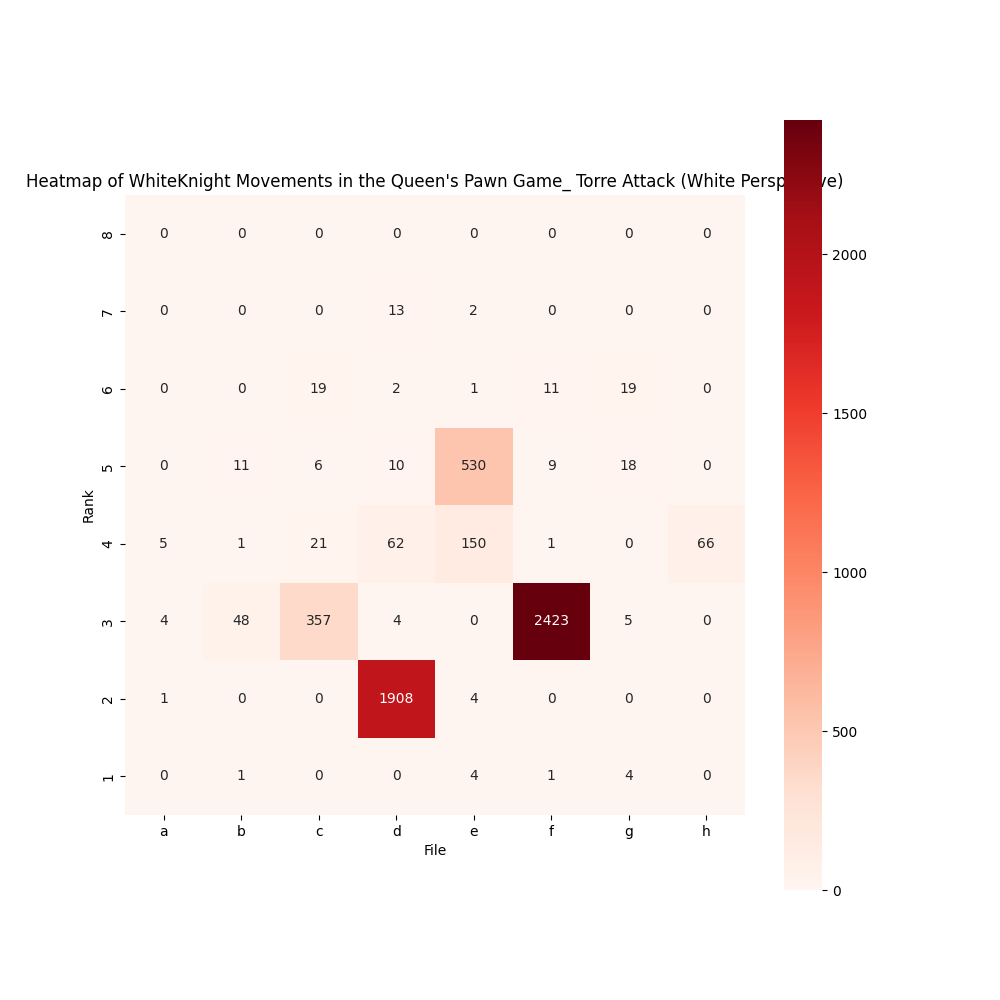 Heatmap of WhiteKnight Movements in the Queen's Pawn Game_ Torre Attack (White Perspective)
8 0 0 0 0 0 0 0 0
2000
7 0 0 0 13 2 0 0 0
6 0 0 19 2 1 11 19 0
1500
5 0 11 6 10 530 9 18 0
Rank
4 5 1 21 62 150 1 0 66
1000
3 4 48 357 4 0 2423 5 0
2 1 0 0 1908 4 0 0 0
500
1 0 1 0 0 4 1 4 0
a b c d e f g h
File
0